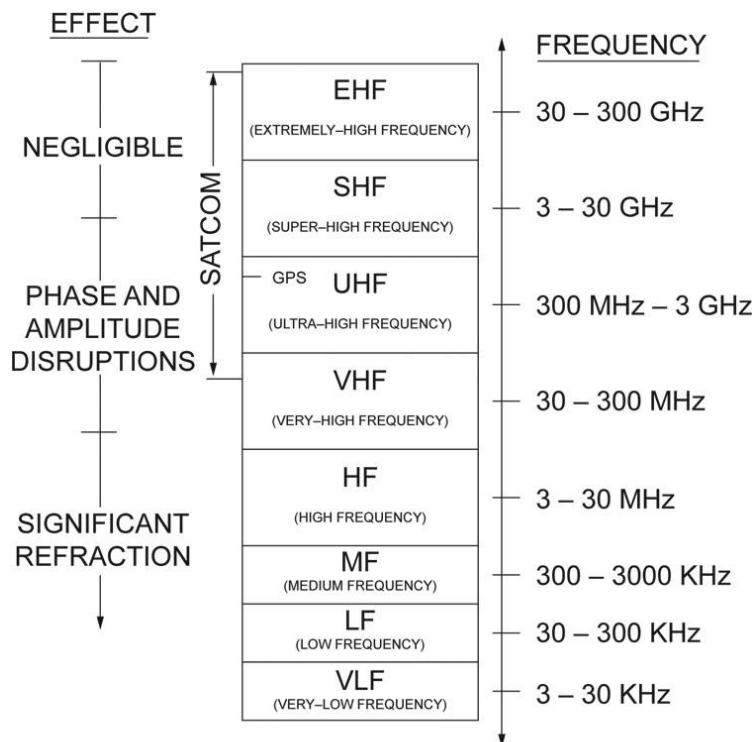 EFFECT
NEGLIGIBLE
PHASE AND
AMPLITUDE
DISRUPTIONS
SIGNIFICANT
REFRACTION
SATCOM
EHF
(EXTREMELY–HIGH FREQUENCY)
SHF
(SUPER–HIGH FREQUENCY)
GPS
UHF
(ULTRA–HIGH FREQUENCY)
VHF
(VERY–HIGH FREQUENCY)
HF
(HIGH FREQUENCY)
MF
(MEDIUM FREQUENCY)
LF
(LOW FREQUENCY)
VLF
(VERY–LOW FREQUENCY)
FREQUENCY
30 – 300 GHz
3 – 30 GHz
300 MHz – 3 GHz
30 – 300 MHz
3 – 30 MHz
300 – 3000 KHz
30 – 300 KHz
3 – 30 KHz